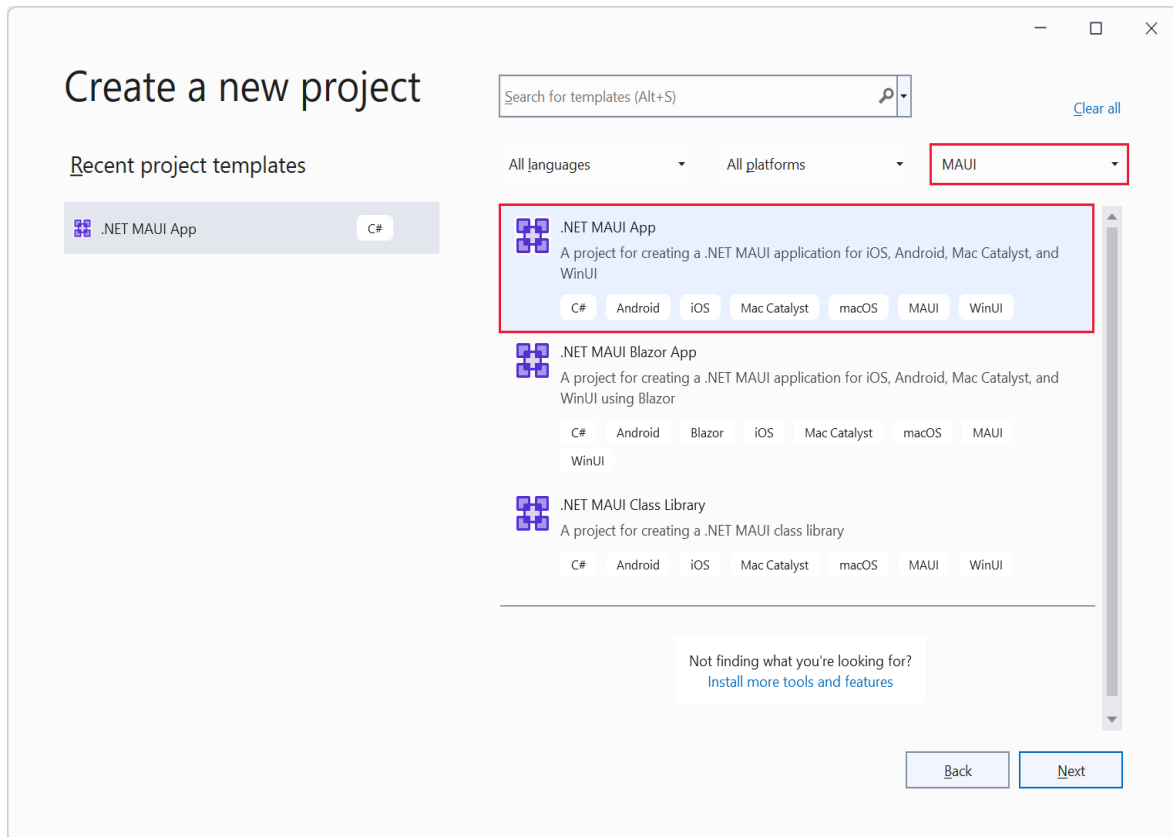 Create a new project
Search for templates (Alt+S)
Clear all
Recent project templates
All languages
All platforms
MAUI
.NET MAUI App
C#
.NET MAUI App
A project for creating a .NET MAUI application for iOS, Android, Mac Catalyst, and
WinUI
C# Android iOS Mac Catalyst macOS MAUI WinUI
.NET MAUI Blazor App
A project for creating a .NET MAUI application for iOS, Android, Mac Catalyst, and
WinUI using Blazor
C# Android Blazor iOS Mac Catalyst macOS MAUI
WinUI
.NET MAUI Class Library
A project for creating a .NET MAUI class library
C# Android iOS Mac Catalyst macOS MAUI WinUI
Not finding what you're looking for?
Install more tools and features
Back
Next